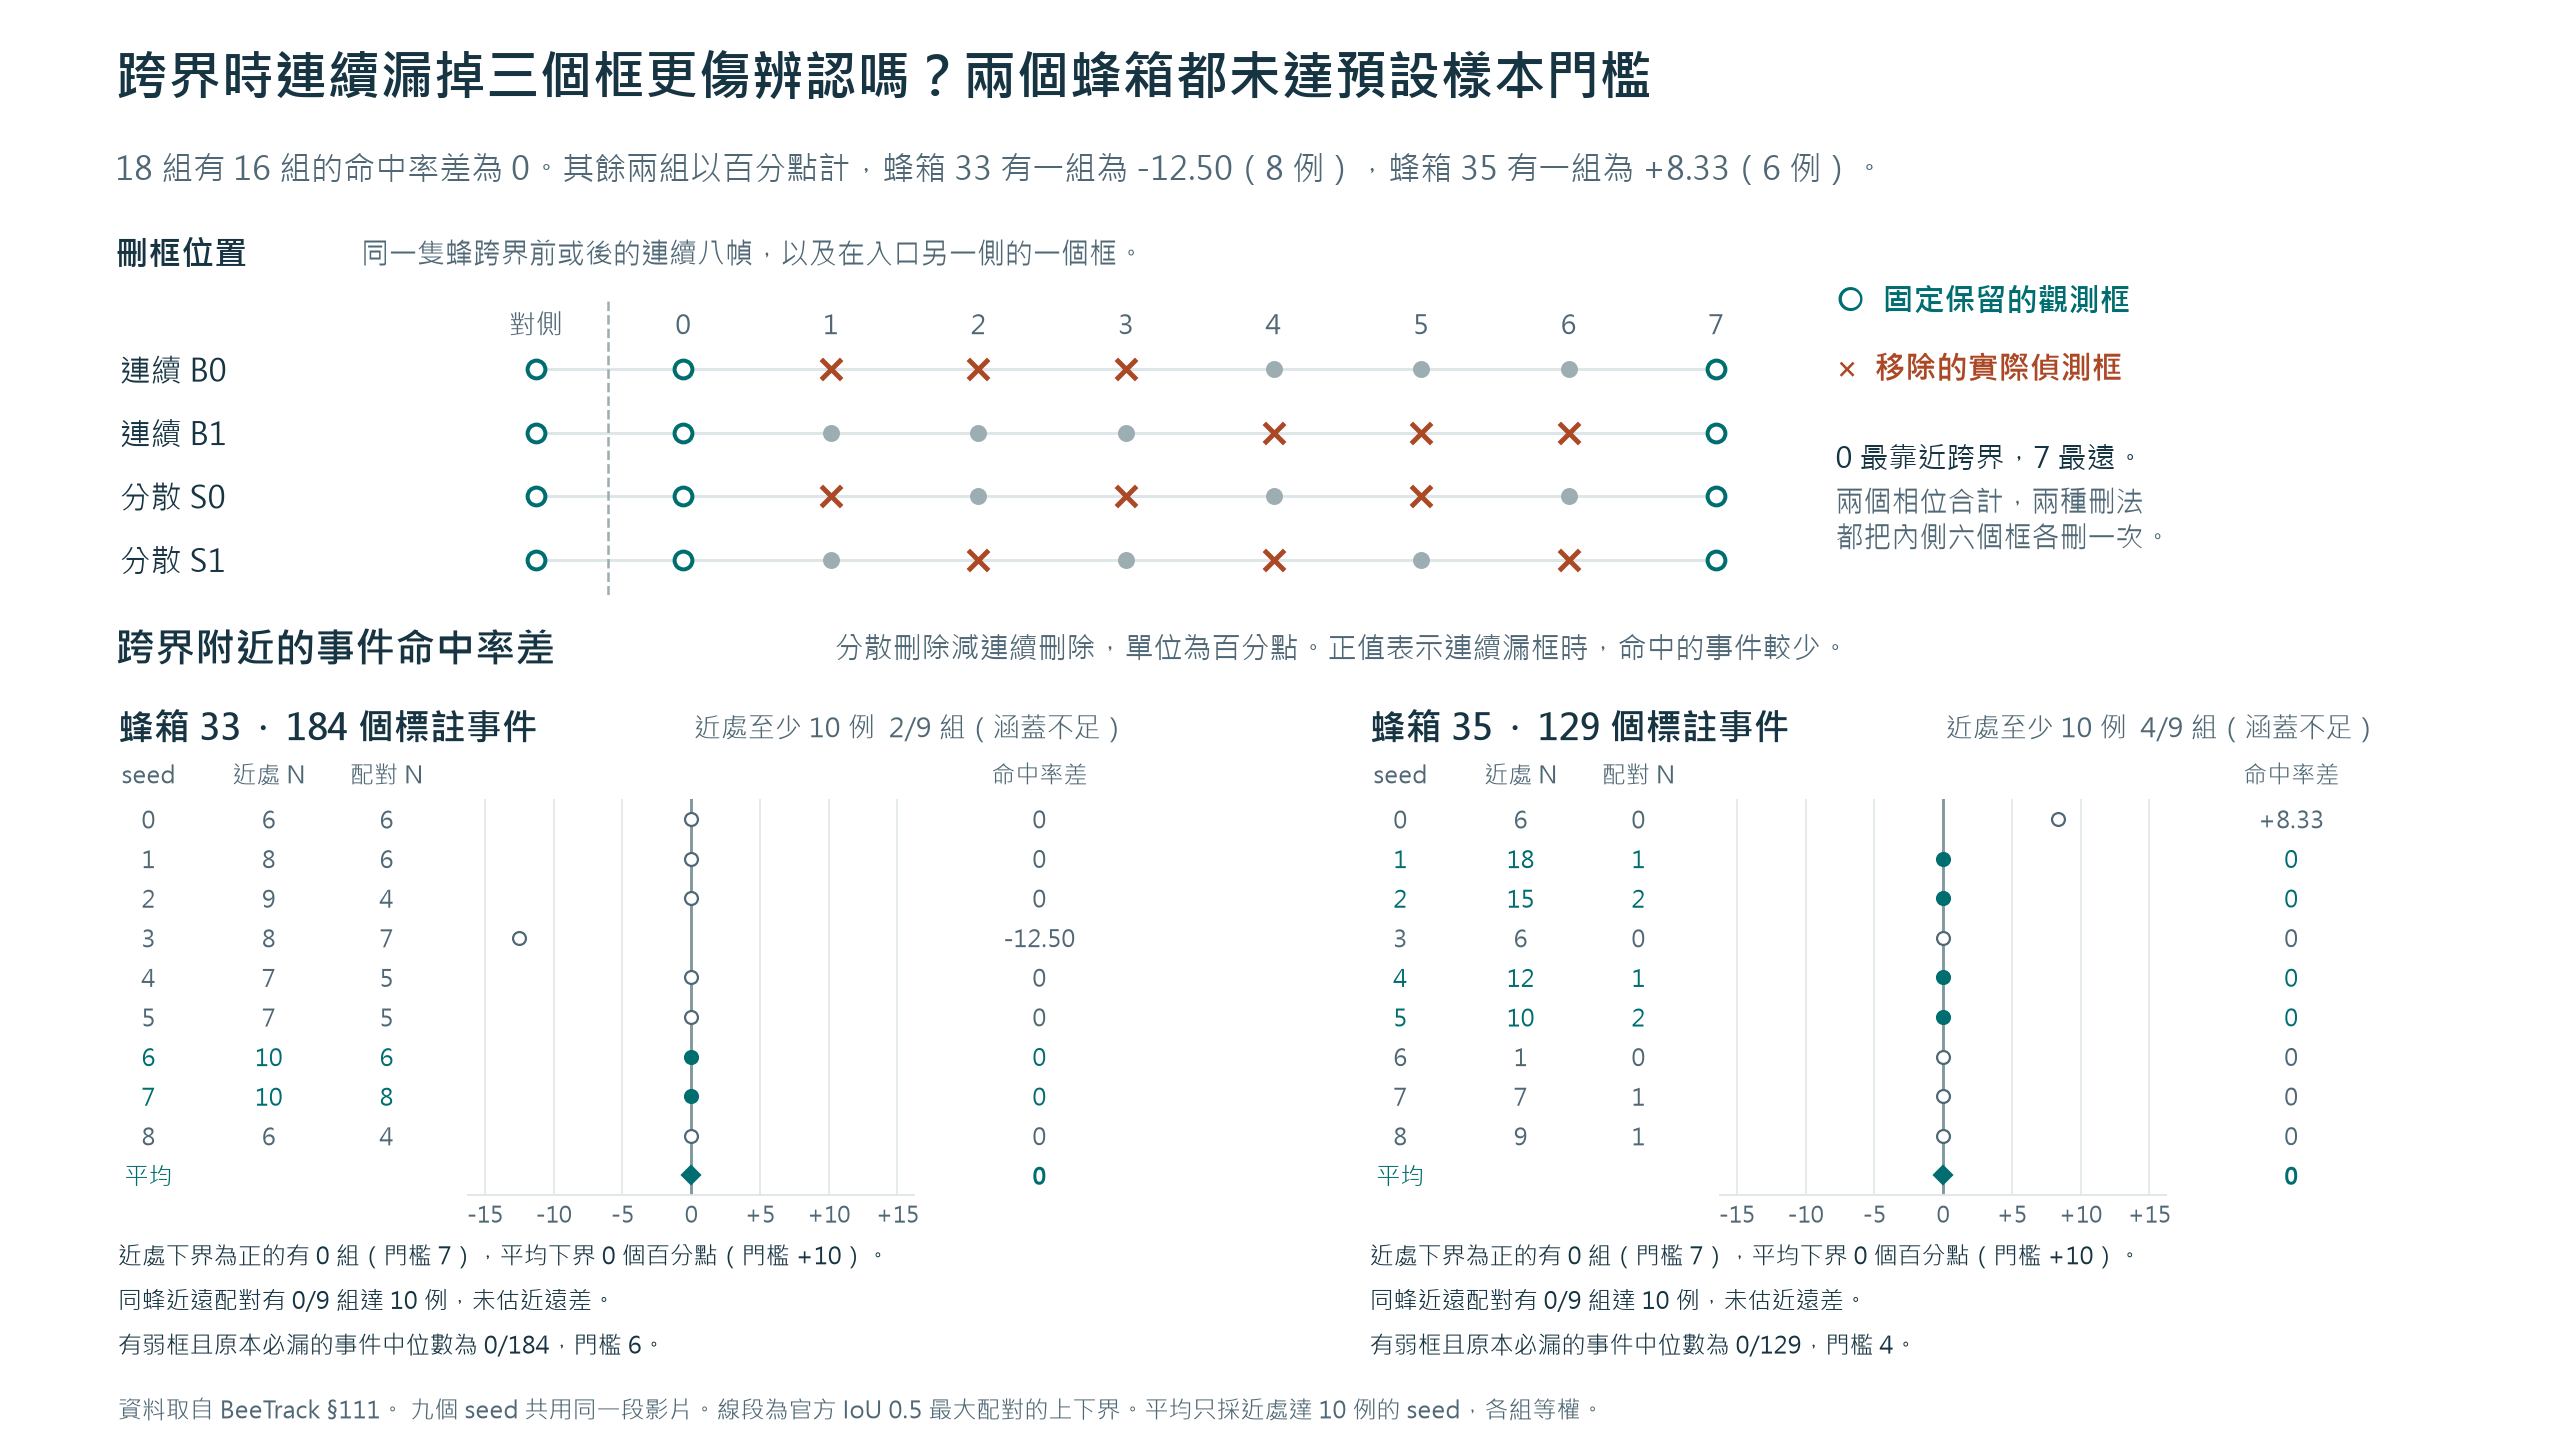 跨界時連續漏掉三個框更傷辨認嗎？兩個蜂箱都未達預設樣本門檻
18 組有 16 組的命中率差為 0。其餘兩組以百分點計，蜂箱 33 有一組為 -12.50（8 例），蜂箱 35 有一組為 +8.33（6 例）。
刪框位置 同一隻蜂跨界前或後的連續八幀，以及在入口另一側的一個框。
對側 0 1 2 3 4 5 6 7
連續 B0
連續 B1
分散 S0
分散 S1
固定保留的觀測框
× 移除的實際偵測框
0 最靠近跨界，7 最遠。
兩個相位合計，兩種刪法
都把內側六個框各刪一次。
跨界附近的事件命中率差 分散刪除減連續刪除，單位為百分點。正值表示連續漏框時，命中的事件較少。
蜂箱 33 · 184 個標註事件 近處至少 10 例 2/9 組（涵蓋不足）
seed 近處 N 配對 N 命中率差
0 6 6 0
1 8 6 0
2 9 4 0
3 8 7 -12.50
4 7 5 0
5 7 5 0
6 10 6 0
7 10 8 0
8 6 4 0
平均 0
-15 -10 -5 0 +5 +10 +15
近處下界為正的有 0 組（門檻 7），平均下界 0 個百分點（門檻 +10）。
同蜂近遠配對有 0/9 組達 10 例，未估近遠差。
有弱框且原本必漏的事件中位數為 0/184，門檻 6。
蜂箱 35 · 129 個標註事件 近處至少 10 例 4/9 組（涵蓋不足）
seed 近處 N 配對 N 命中率差
0 6 0 +8.33
1 18 1 0
2 15 2 0
3 6 0 0
4 12 1 0
5 10 2 0
6 1 0 0
7 7 1 0
8 9 1 0
平均 0
-15 -10 -5 0 +5 +10 +15
近處下界為正的有 0 組（門檻 7），平均下界 0 個百分點（門檻 +10）。
同蜂近遠配對有 0/9 組達 10 例，未估近遠差。
有弱框且原本必漏的事件中位數為 0/129，門檻 4。
資料取自 BeeTrack §111。 九個 seed 共用同一段影片。線段為官方 IoU 0.5 最大配對的上下界。平均只採近處達 10 例的 seed，各組等權。